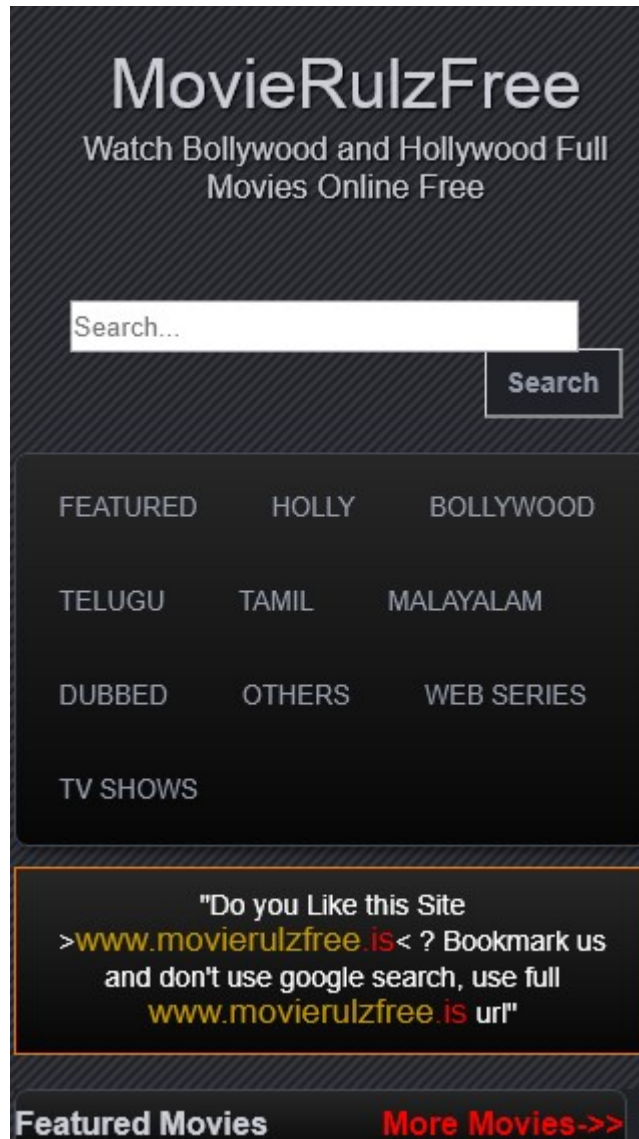 MovieRulzFree
Watch Bollywood and Hollywood Full
Movies Online Free
Search...
Search
FEATURED HOLLY BOLLYWOOD
TELUGU TAMIL MALAYALAM
DUBBED OTHERS WEB SERIES
TV SHOWS
"Do you Like this Site
>www.movierulzfree.is< ? Bookmark us
and don't use google search, use full
www.movierulzfree.is url"
Featured Movies More Movies->>